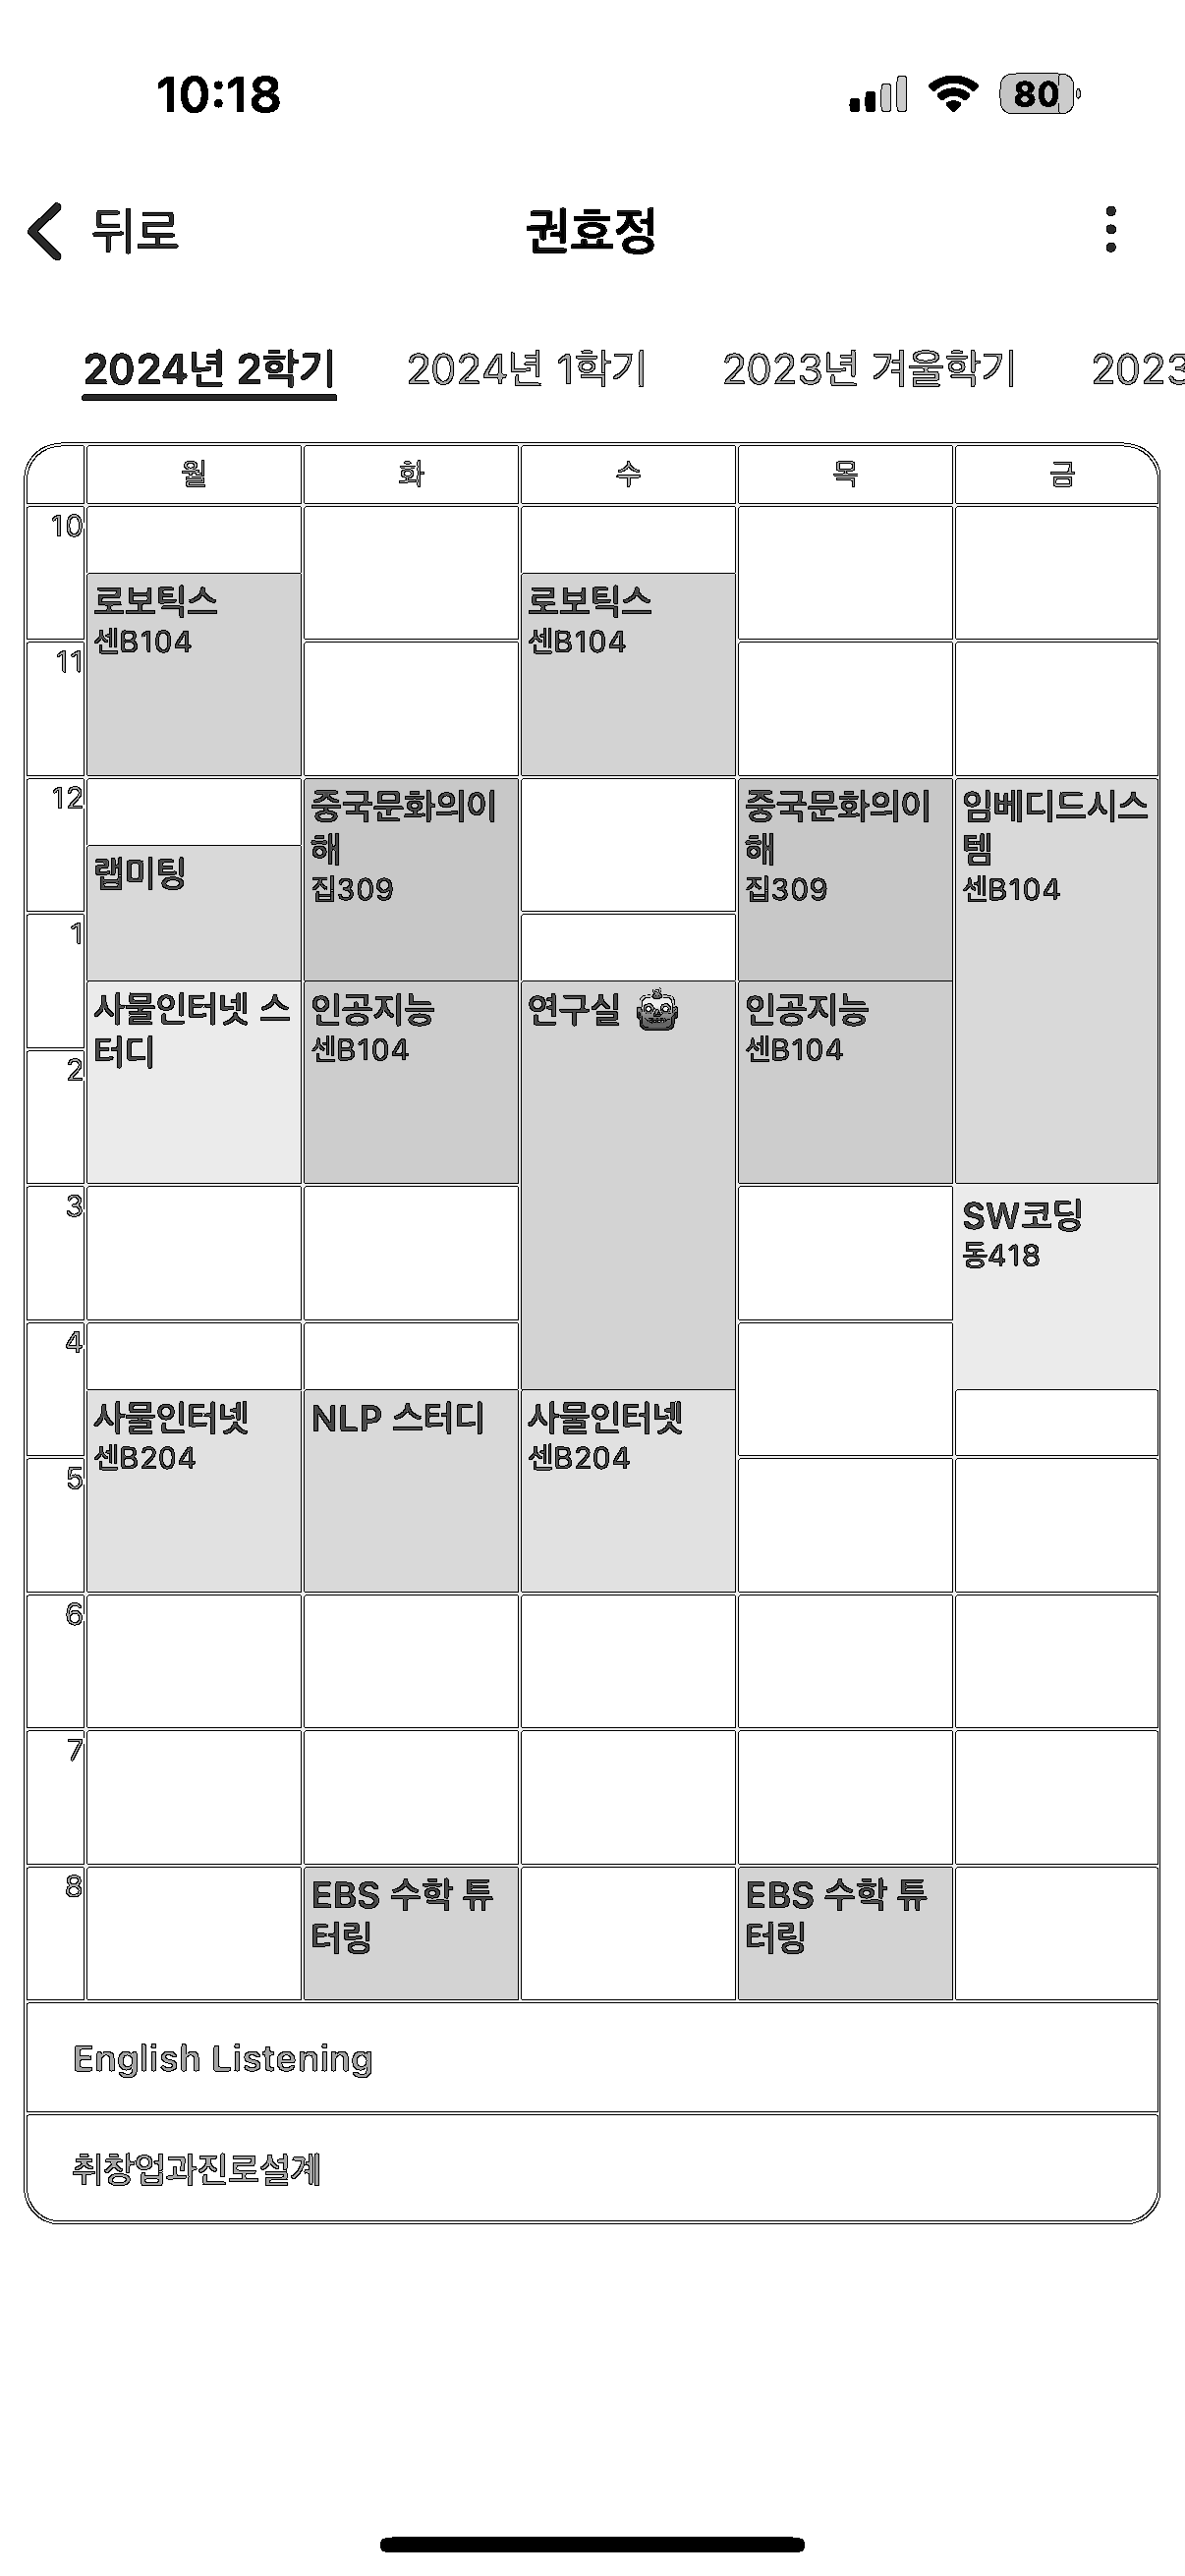 10:18
80
뒤로
권효정
2024년 2학기 2024년 1학기 2023년 겨울학기 2023
월 화 수 목 금
10
로보틱스
센B104
로보틱스
센B104
11
12
중국문화의이
해
집309
중국문화의이
해
집309
임베디드시스
템
센B104
랩미팅
1
사물인터넷 스
터디
인공지능
센B104
연구실
인공지능
센B104
2
3
SW코딩
동418
4
사물인터넷
센B204
NLP 스터디
사물인터넷
센B204
5
6
7
8
EBS 수학 튜
터링
EBS 수학 튜
터링
English Listening
취창업과진로설계